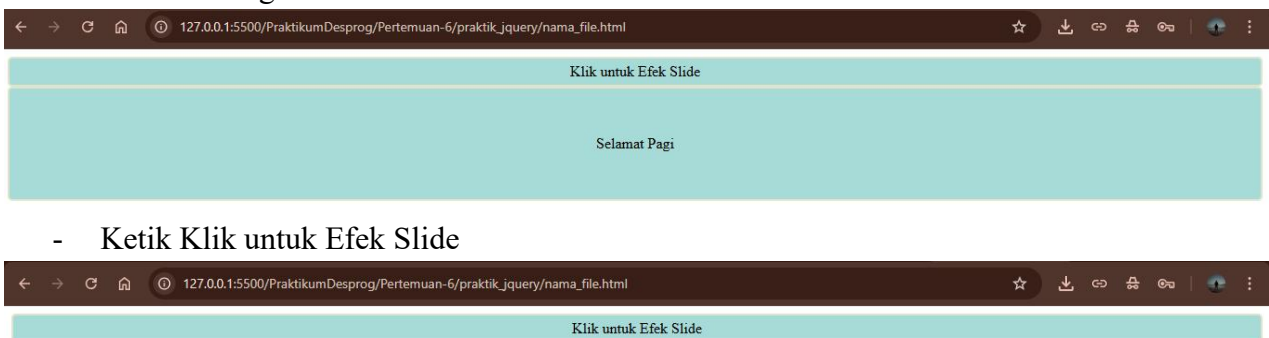 127.0.0.1:5500/PraktikumDesprog/Pertemuan-6/praktik_jquery/nama_file.html
Klik untuk Efek Slide
Selamat Pagi
- Ketik Klik untuk Efek Slide
127.0.0.1:5500/PraktikumDesprog/Pertemuan-6/praktik_jquery/nama_file.html
Klik untuk Efek Slide